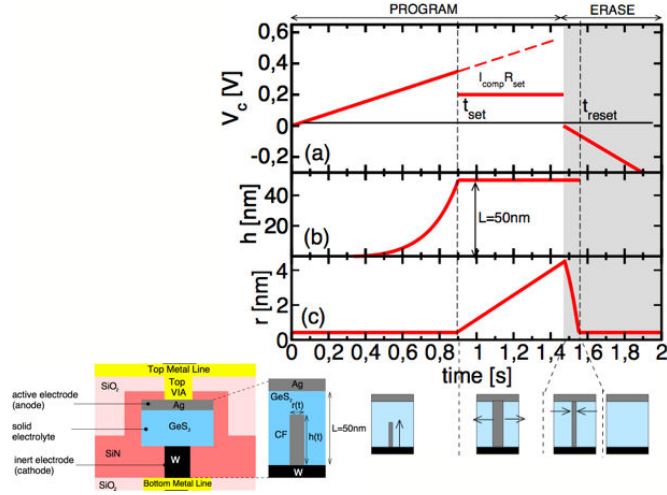 PROGRAM
ERASE
0,6
0,4
0,2
0
-0,2
V_c [V]
I_comp R_set
t_set
t_reset
(a)
40
20
0
h [nm]
L=50nm
(b)
4
2
0
r [nm]
(c)
0 0,2 0,4 0,6 0,8 1 1,2 1,4 1,6 1,8 2
time [s]
Top Metal Line
SiO2
Top
VIA
active electrode
(anode)
Ag
solid
electrolyte
GeS2
SiN
inert electrode
(cathode)
W
SiO2
Bottom Metal Line
Ag
GeS2
r(t)
CF
h(t)
L=50nm
W